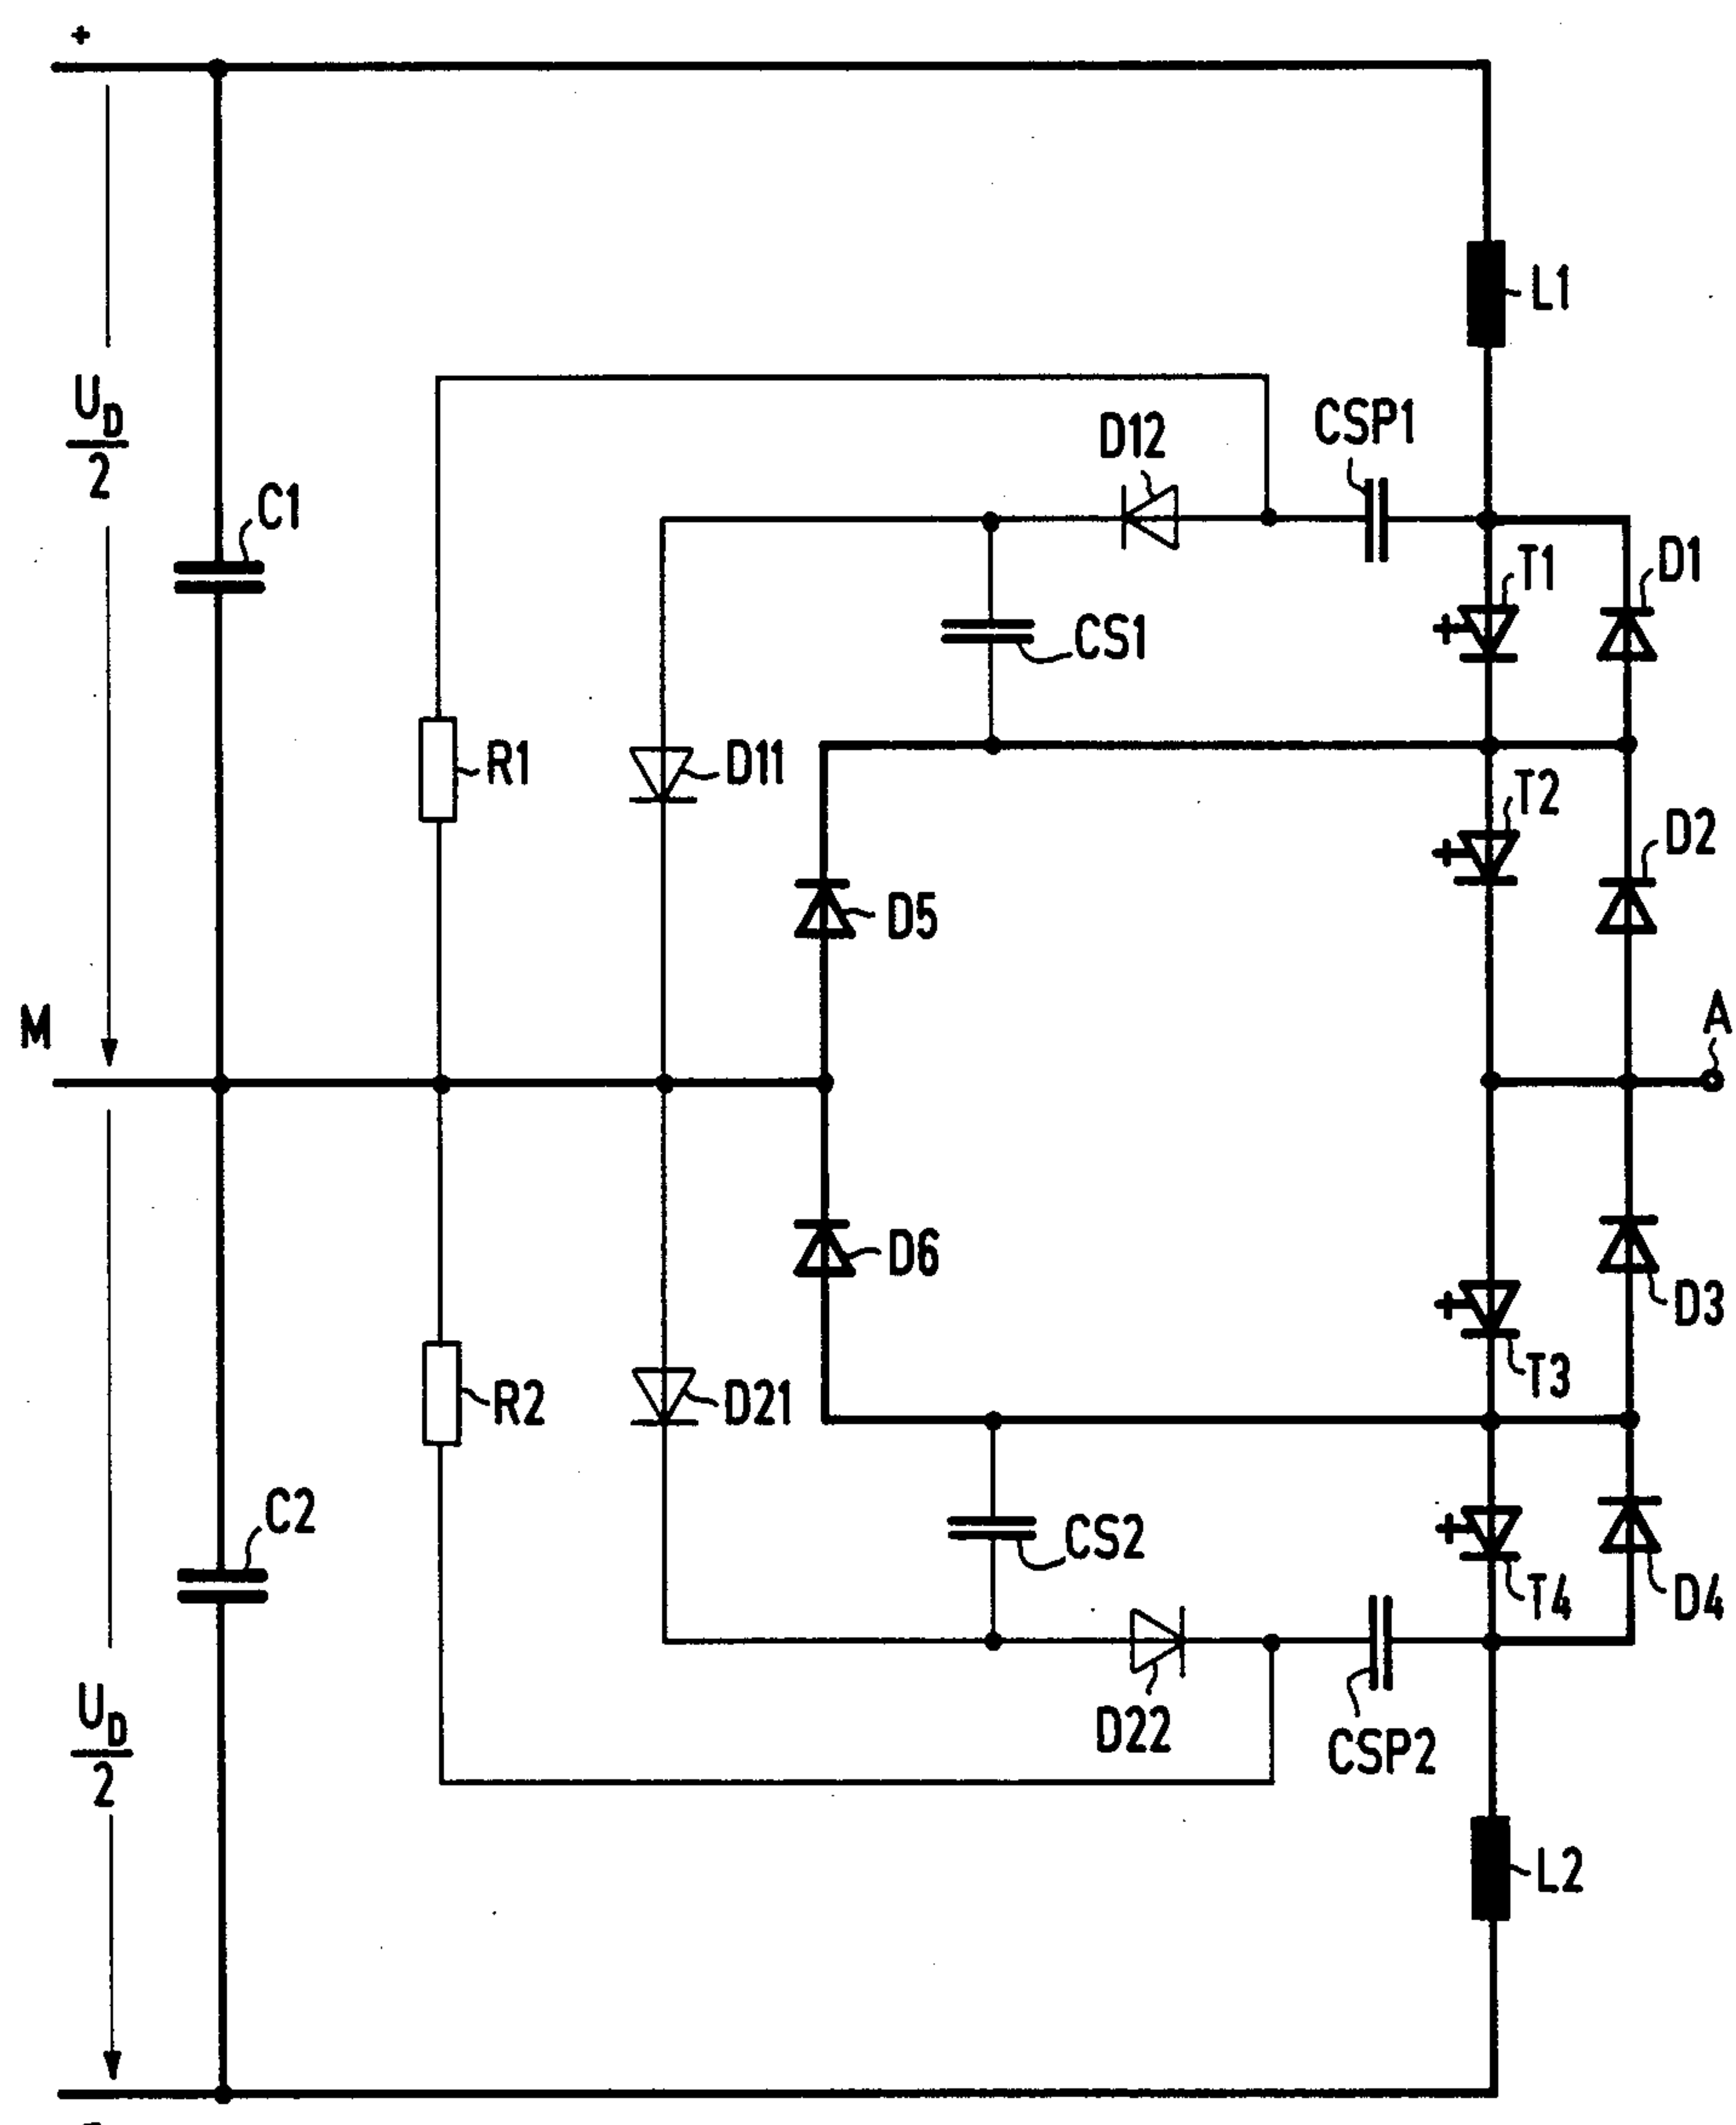 +
L1
U_D
2
D12
CSP1
C1
T1
D1
CS1
R1
D11
T2
D2
D5
M
A
D6
D3
R2
D21
T3
C2
CS2
T4
D4
U_D
2
D22
CSP2
L2
-